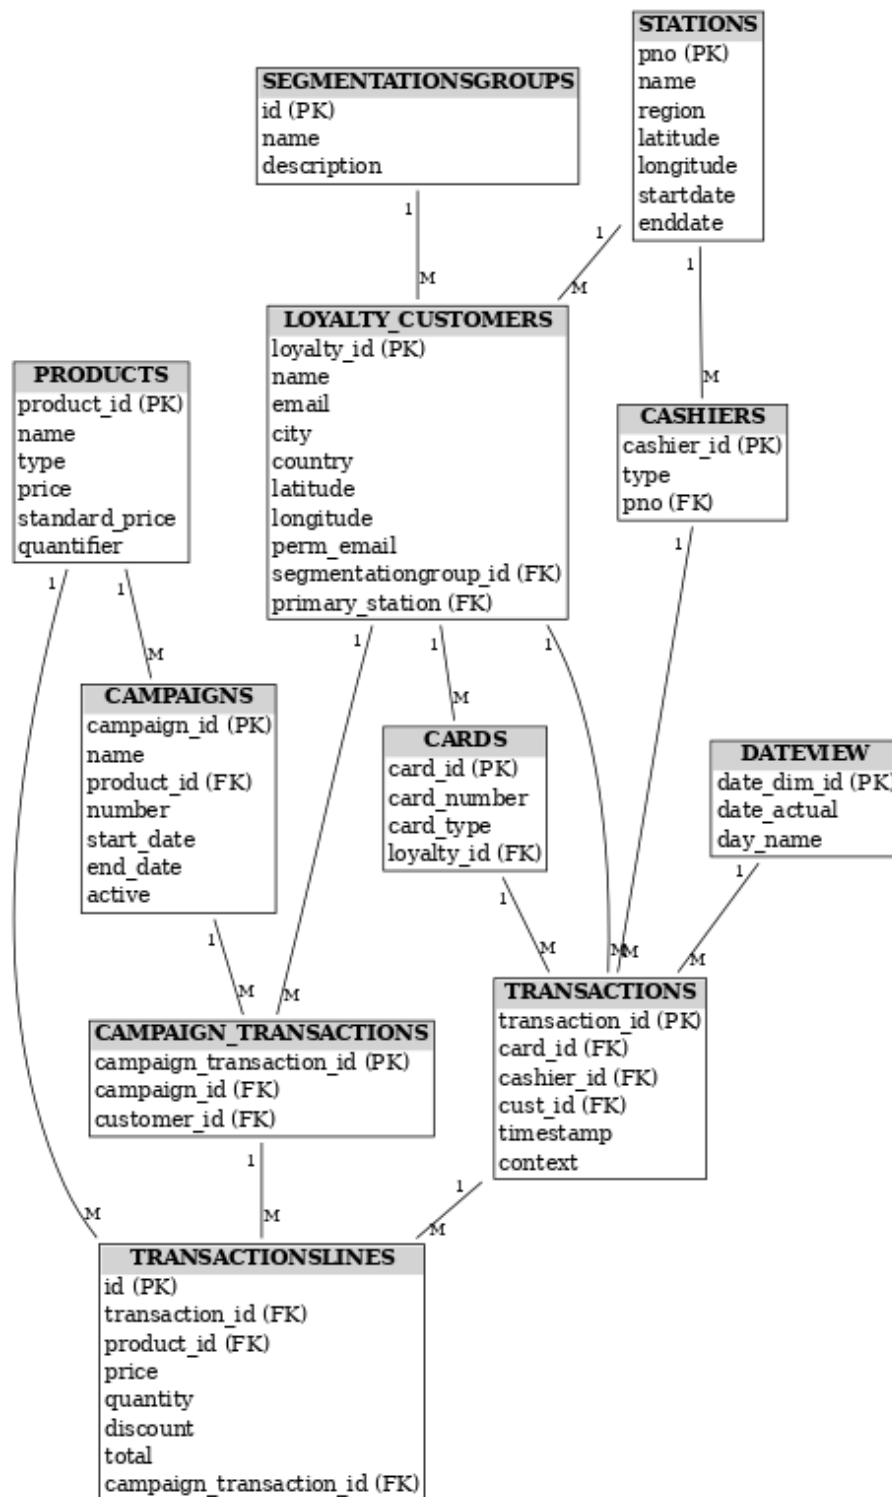 STATIONS
pno (PK)
name
region
latitude
longitude
startdate
enddate
SEGMENTATIONSGROUPS
id (PK)
name
description
1
M
1
M
1
M
LOYALTY_CUSTOMERS
loyalty_id (PK)
name
email
city
country
latitude
longitude
perm_email
segmentationgroup_id (FK)
primary_station (FK)
PRODUCTS
product_id (PK)
name
type
price
standard_price
quantifier
CASHIERS
cashier_id (PK)
type
pno (FK)
1
1
M
1
1
M
1
1
CAMPAIGNS
campaign_id (PK)
name
product_id (FK)
number
start_date
end_date
active
CARDS
card_id (PK)
card_number
card_type
loyalty_id (FK)
DATEVIEW
date_dim_id (PK)
date_actual
day_name
1
M
M
1
M
M
M
1
M
TRANSACTIONS
transaction_id (PK)
card_id (FK)
cashier_id (FK)
cust_id (FK)
timestamp
context
CAMPAIGN_TRANSACTIONS
campaign_transaction_id (PK)
campaign_id (FK)
customer_id (FK)
1
M
1
M
M
TRANSACTIONSLINES
id (PK)
transaction_id (FK)
product_id (FK)
price
quantity
discount
total
campaign_transaction_id (FK)